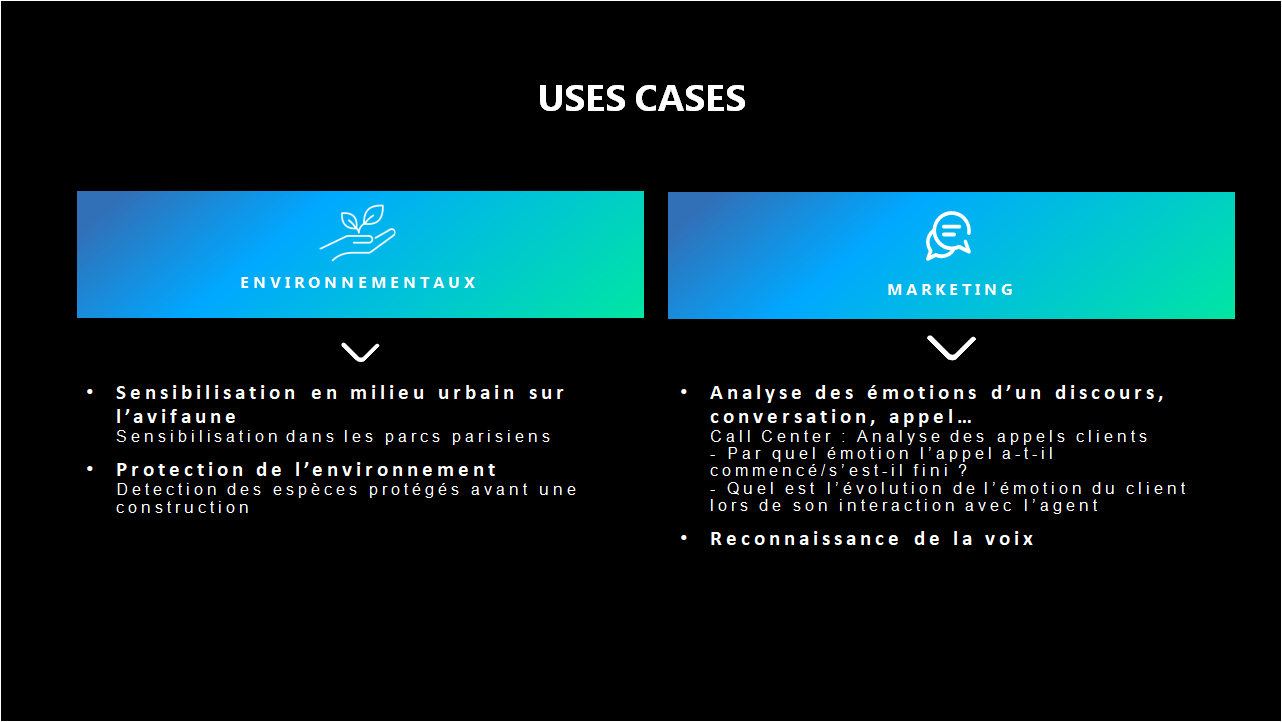 USES CASES
ENVIRONNEMENTAUX
• Sensibilisation en milieu urbain sur
l’avifaune
Sensibilisation dans les parcs parisiens
• Protection de l’environnement
Detection des espèces protégés avant une
construction
MARKETING
• Analyse des émotions d’un discours,
conversation, appel…
Call Center : Analyse des appels clients
- Par quel émotion l’appel a-t-il
commencé/s’est-il fini ?
- Quel est l’évolution de l’émotion du client
lors de son interaction avec l’agent
• Reconnaissance de la voix